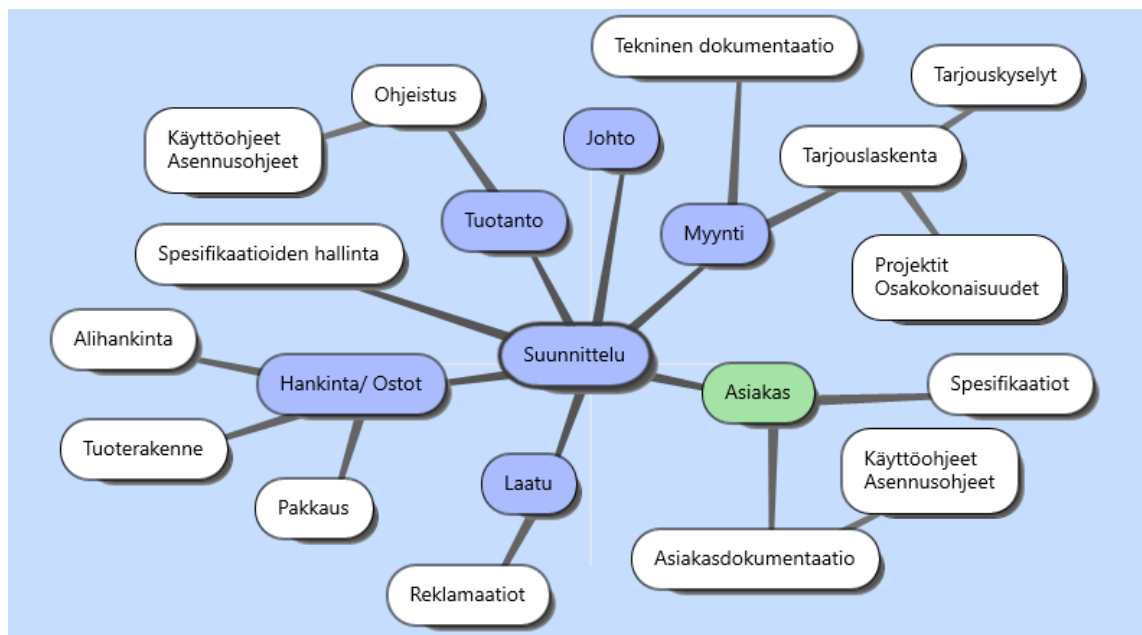 Tekninen dokumentaatio
Tarjouskyselyt
Ohjeistus
Käyttöohjeet
Asennusohjeet
Johto
Tarjouslaskenta
Tuotanto
Myynti
Spesifikaatioiden hallinta
Projektit
Osakokonaisuudet
Alihankinta
Suunnittelu
Hankinta/ Ostot
Asiakas
Spesifikaatiot
Tuoterakenne
Käyttöohjeet
Asennusohjeet
Laatu
Pakkaus
Asiakasdokumentaatio
Reklamaatiot